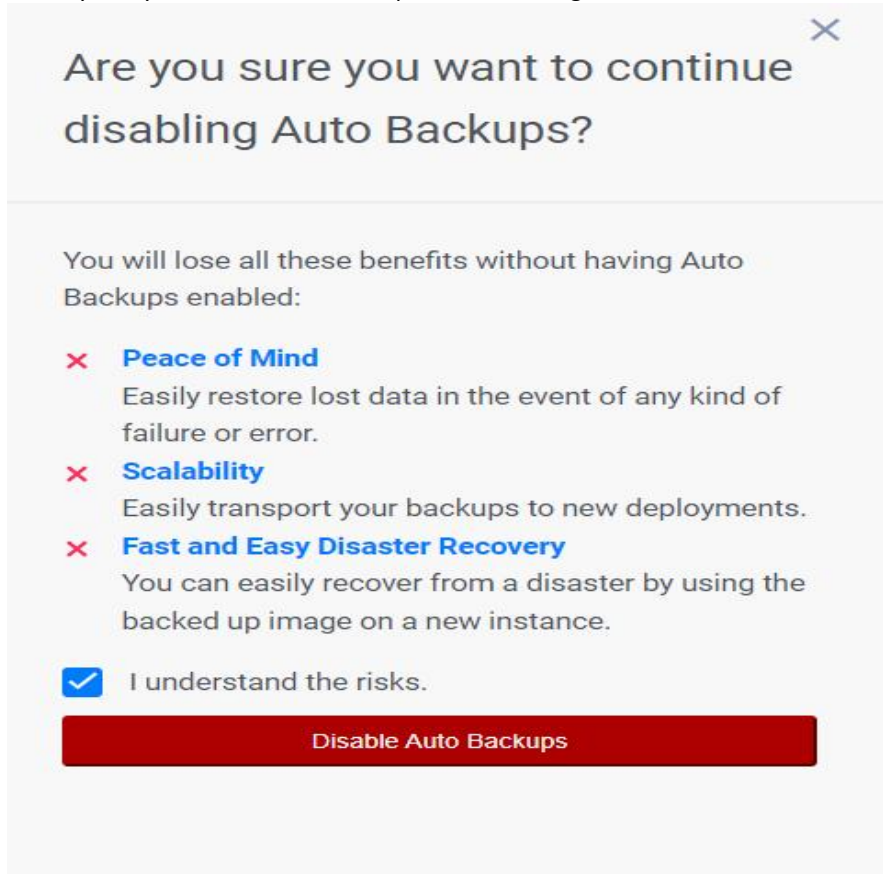 Are you sure you want to continue
disabling Auto Backups?
You will lose all these benefits without having Auto
Backups enabled:
Peace of Mind
Easily restore lost data in the event of any kind of
failure or error.
Scalability
Easily transport your backups to new deployments.
Fast and Easy Disaster Recovery
You can easily recover from a disaster by using the
backed up image on a new instance.
I understand the risks.
Disable Auto Backups